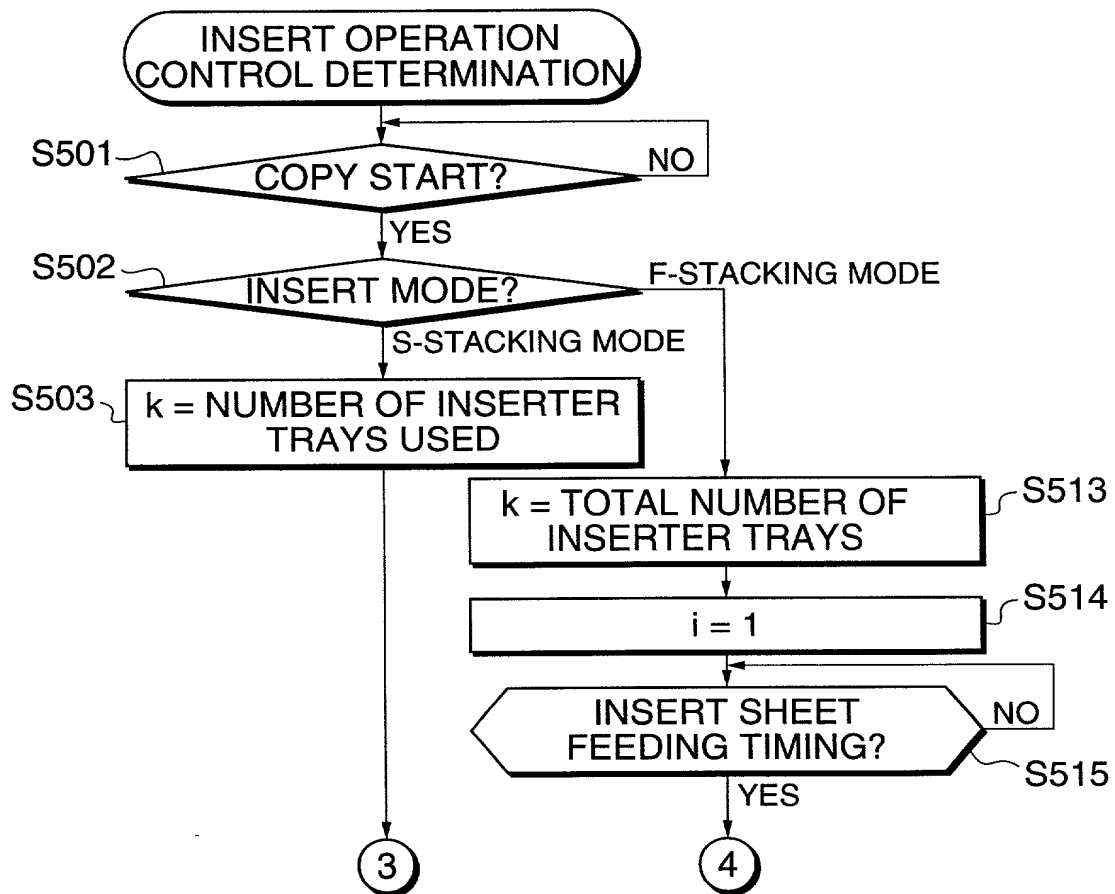 INSERT OPERATION
CONTROL DETERMINATION
S501
COPY START?
NO
YES
S502
INSERT MODE?
F-STACKING MODE
S-STACKING MODE
S503
k = NUMBER OF INSERTER
TRAYS USED
k = TOTAL NUMBER OF
INSERTER TRAYS
S513
i = 1
S514
INSERT SHEET
FEEDING TIMING?
NO
S515
YES
3
4